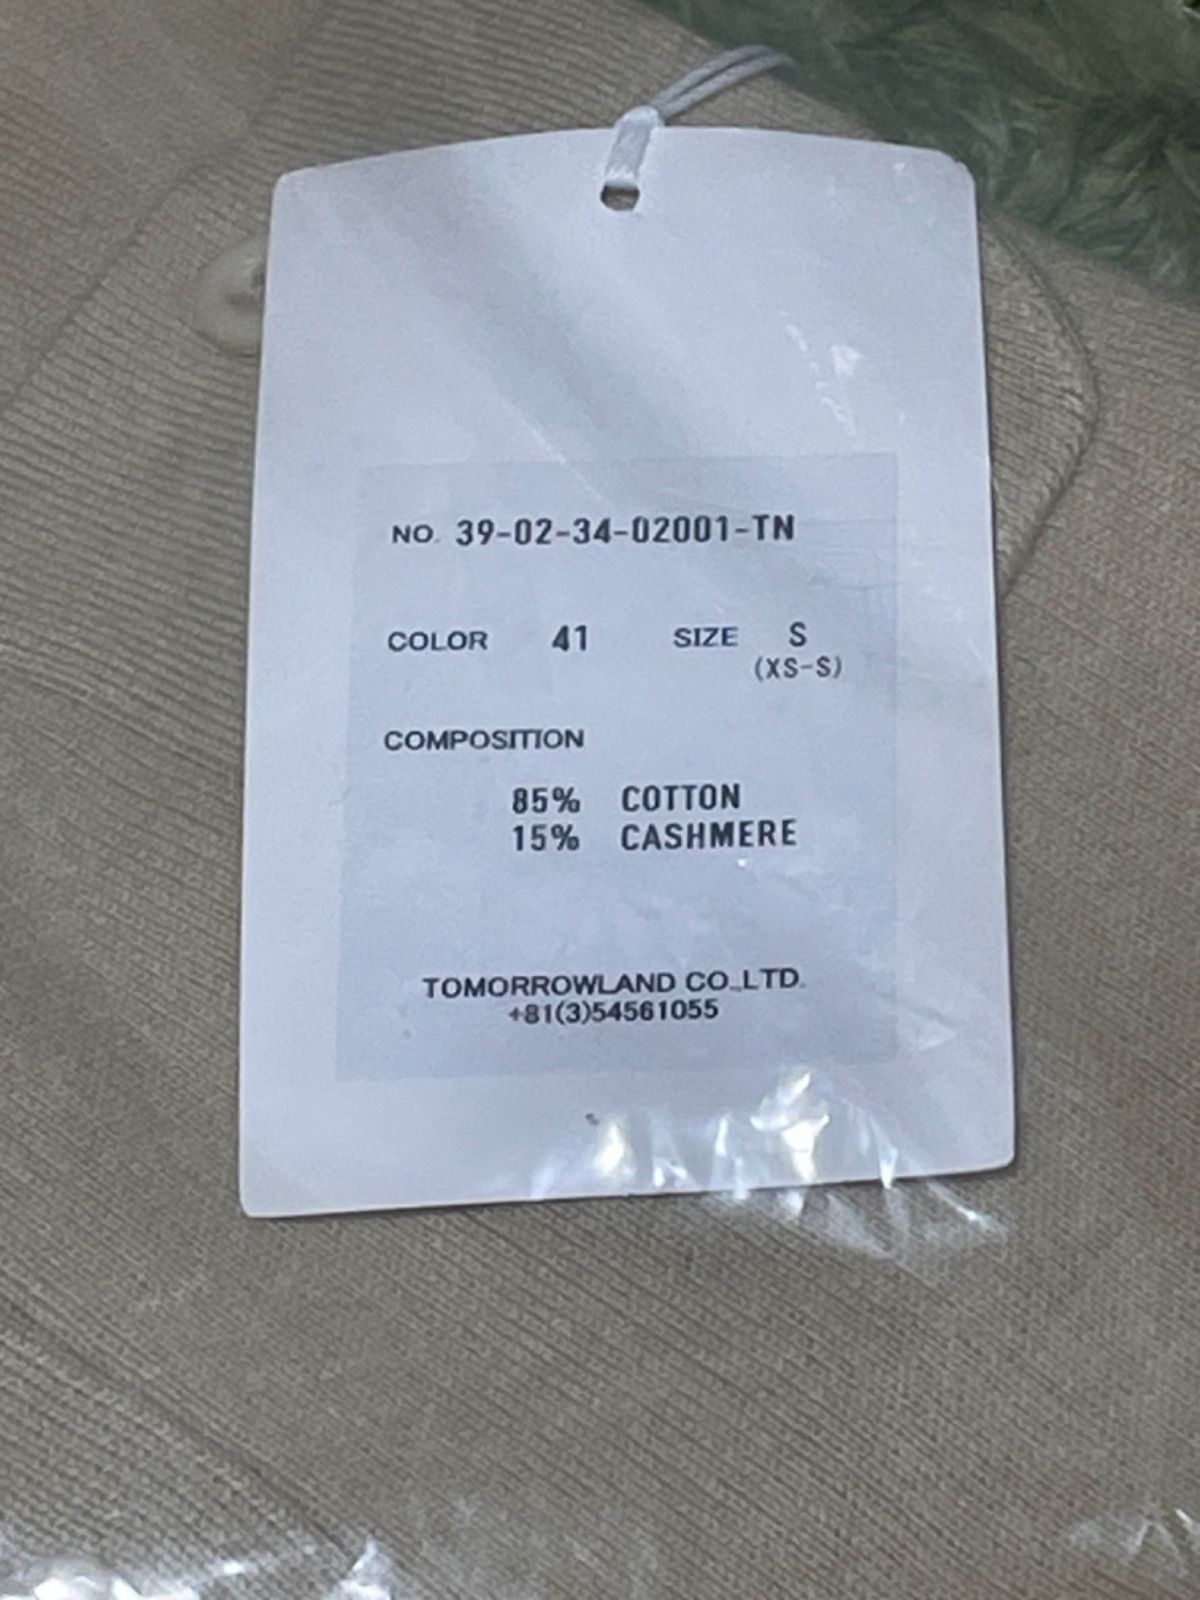 NO. 39-02-34-02001-TN
COLOR 41 SIZE S
(XS-S)
COMPOSITION
85% COTTON
15% CASHMERE
TOMORROWLAND CO.,LTD.
+81(3)54561055